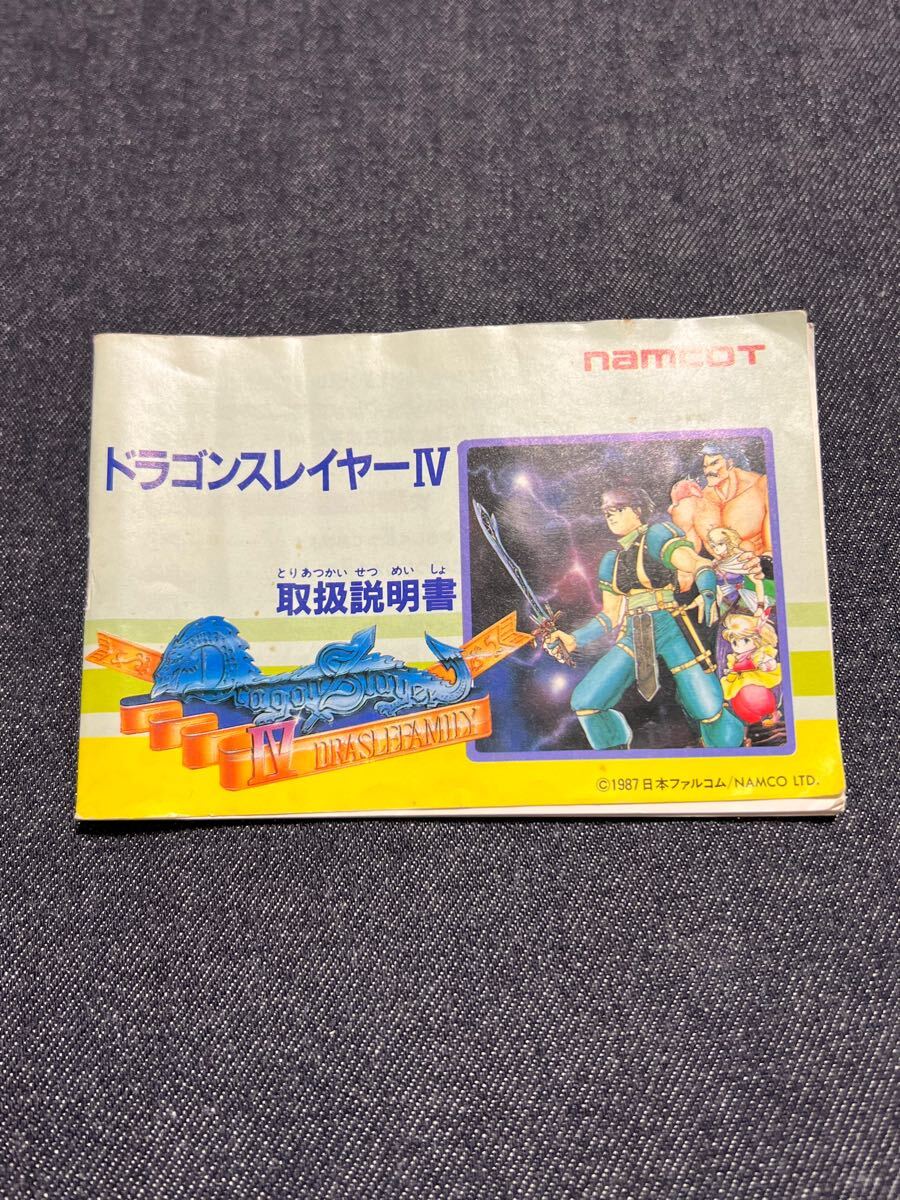 namcoT
ドラゴンスレイヤーIV
とりあつかい せつ めい しょ
取扱説明書
Dragon Slayer
IV DRASLEFAMILY
©1987 日本ファルコム/NAMCO LTD.